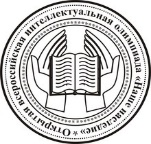 Открытая всероссийская интеллектуальная олимпиада «Наше наследие»